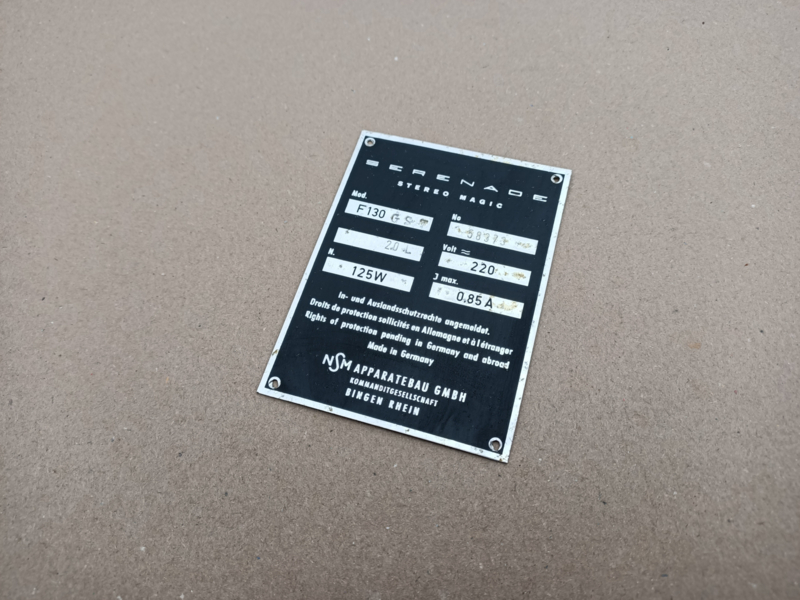 SERENADE
STEREO MAGIC
Mod.
F130
No
58373
20
Volt
220
N.
125W
J max.
0,85 A
In- und Auslandsschutzrechte angemeldet.
Droits de protection sollicités en Allemagne et à l étranger
Rights of protection pending in Germany and abroad
Made in Germany
NSM APPARATEBAU GMBH
KOMMANDITGESELLSCHAFT
BINGEN RHEIN